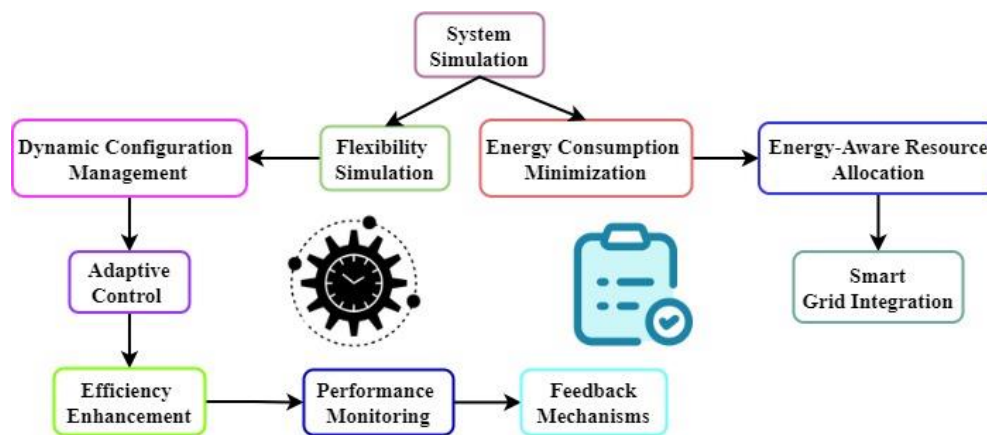 System
Simulation
Dynamic Configuration
Management
Flexibility
Simulation
Energy Consumption
Minimization
Energy-Aware Resource
Allocation
Adaptive
Control
Smart
Grid Integration
Efficiency
Enhancement
Performance
Monitoring
Feedback
Mechanisms